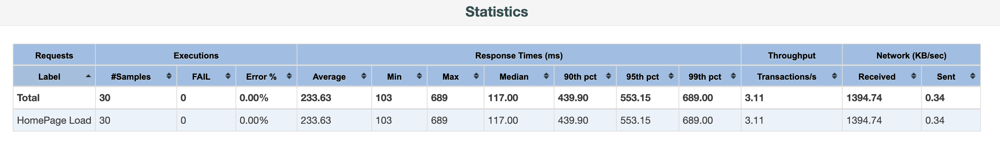 Statistics
Requests Executions Response Times (ms) Throughput Network (KB/sec)
Label #Samples FAIL Error % Average Min Max Median 90th pct 95th pct 99th pct Transactions/s Received Sent
Total 30 0 0.00% 233.63 103 689 117.00 439.90 553.15 689.00 3.11 1394.74 0.34
HomePage Load 30 0 0.00% 233.63 103 689 117.00 439.90 553.15 689.00 3.11 1394.74 0.34